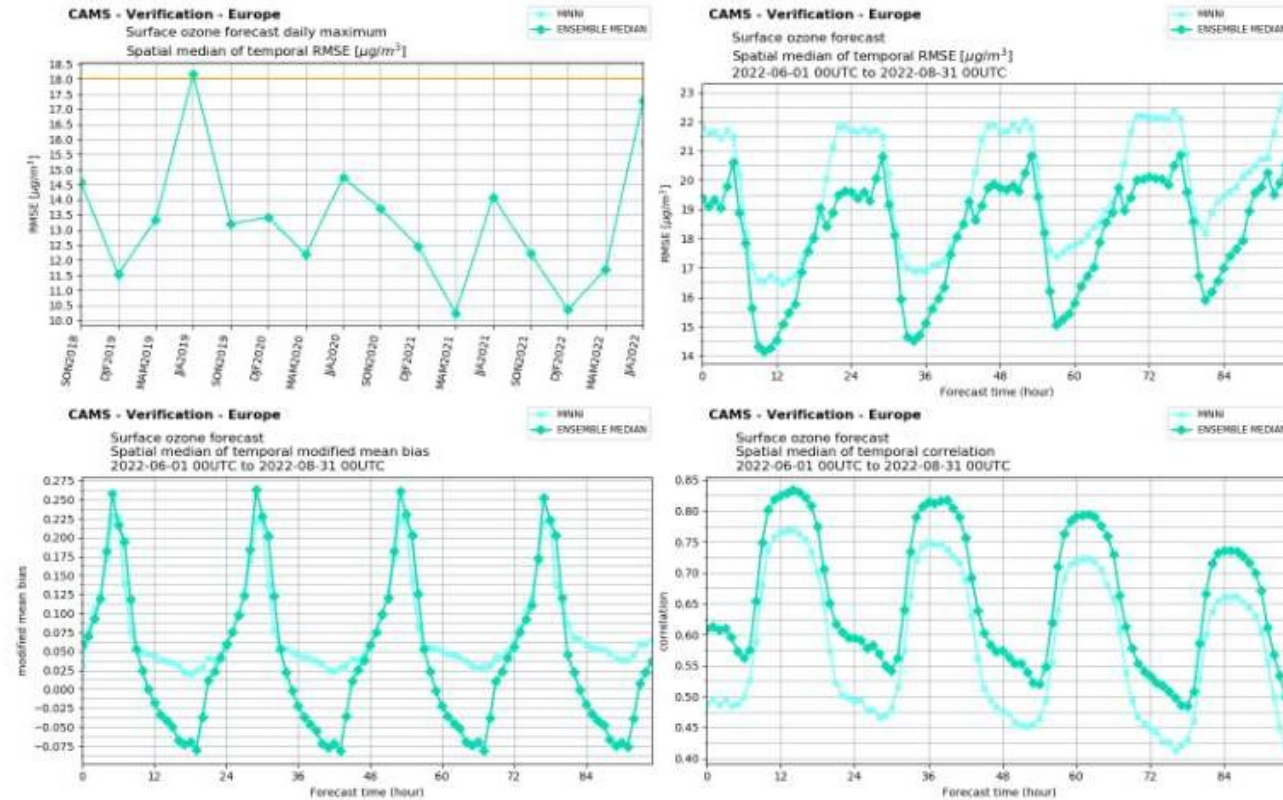 CAMS - Verification - Europe
Surface ozone forecast daily maximum
Spatial median of temporal RMSE [µg/m³]
MINNI
ENSEMBLE MEDIAN
RMSE [µg/m³]
18.5
18.0
17.5
17.0
16.5
16.0
15.5
15.0
14.5
14.0
13.5
13.0
12.5
12.0
11.5
11.0
10.5
10.0
SON2018
DJF2019
MAM2019
JJA2019
SON2019
DJF2020
MAM2020
JJA2020
SON2020
DJF2021
MAM2021
JJA2021
SON2021
DJF2022
MAM2022
JJA2022
CAMS - Verification - Europe
Surface ozone forecast
Spatial median of temporal RMSE [µg/m³]
2022-06-01 00UTC to 2022-08-31 00UTC
MINNI
ENSEMBLE MEDIAN
RMSE [µg/m³]
23
22
21
20
19
18
17
16
15
14
0 12 24 36 48 60 72 84
Forecast time (hour)
CAMS - Verification - Europe
Surface ozone forecast
Spatial median of temporal modified mean bias
2022-06-01 00UTC to 2022-08-31 00UTC
MINNI
ENSEMBLE MEDIAN
modified mean bias
0.275
0.250
0.225
0.200
0.175
0.150
0.125
0.100
0.075
0.050
0.025
0.000
−0.025
−0.050
−0.075
0 12 24 36 48 60 72 84
Forecast time (hour)
CAMS - Verification - Europe
Surface ozone forecast
Spatial median of temporal correlation
2022-06-01 00UTC to 2022-08-31 00UTC
MINNI
ENSEMBLE MEDIAN
correlation
0.85
0.80
0.75
0.70
0.65
0.60
0.55
0.50
0.45
0.40
0 12 24 36 48 60 72 84
Forecast time (hour)